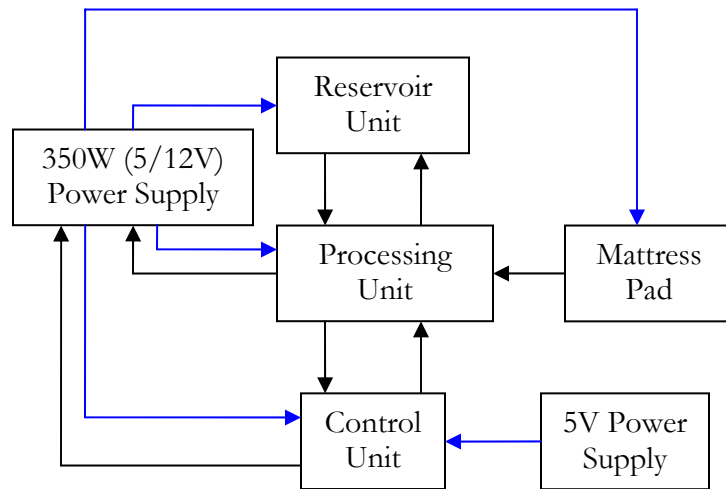 Reservoir
Unit
350W (5/12V)
Power Supply
Processing
Unit
Mattress
Pad
Control
Unit
5V Power
Supply